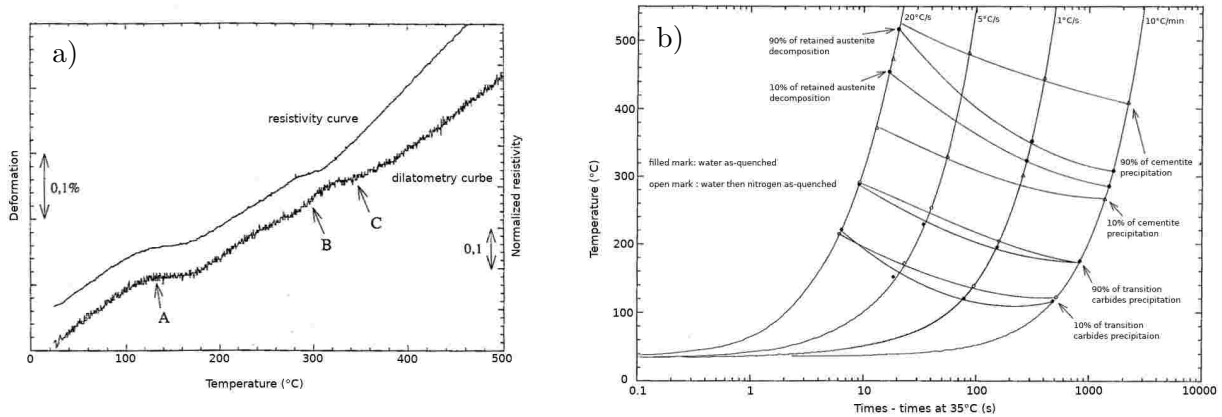 a)
Deformation
0,1%
resistivity curve
dilatometry curbe
A
B
C
0,1
Normalized resistivity
0
100
200
300
400
500
Temperature (°C)
b)
20°C/s
5°C/s
1°C/s
10°C/min
90% of retained austenite
decomposition
10% of retained austenite
decomposition
filled mark: water as-quenched
open mark : water then nitrogen as-quenched
90% of cementite
precipitation
10% of cementite
precipitation
90% of transition
carbides precipitation
10% of transition
carbides precipitaion
Temperature (°C)
500
400
300
200
100
0
0.1
1
10
100
1000
10000
Times - times at 35°C (s)